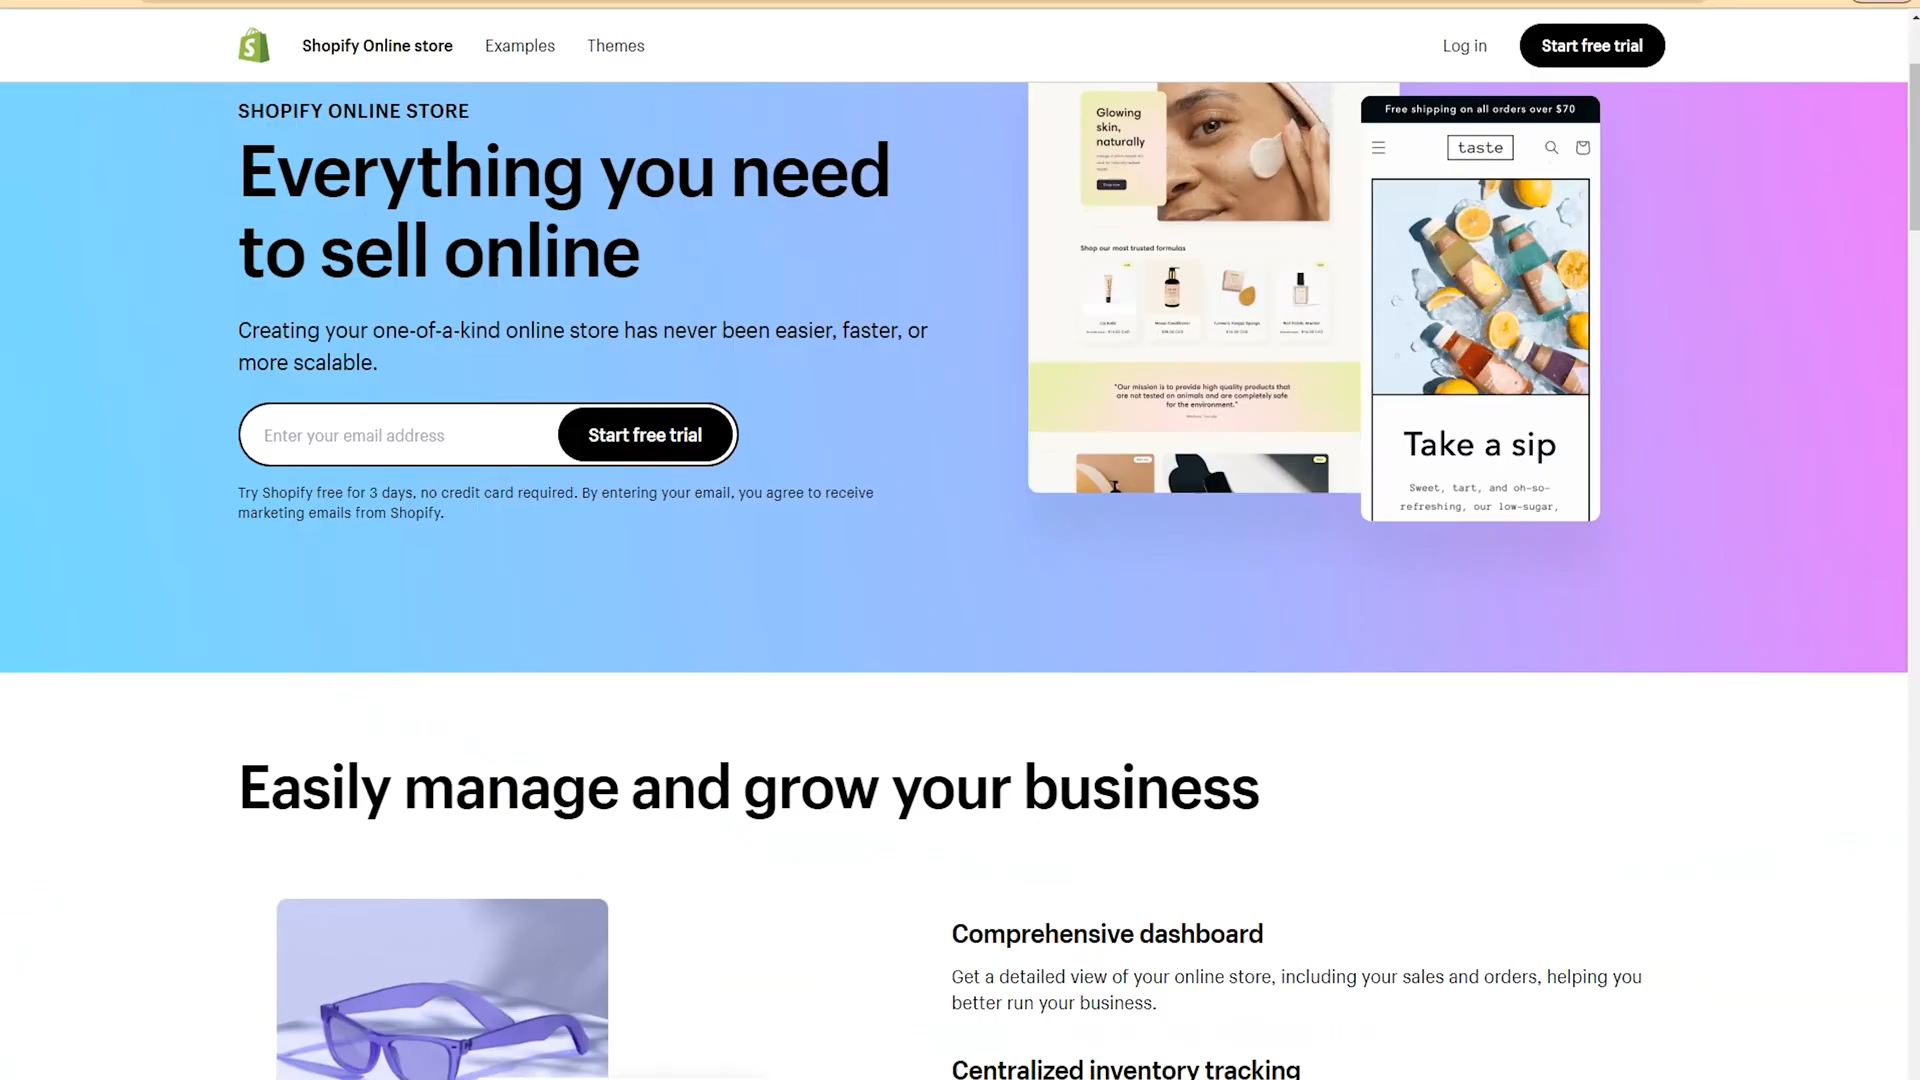 Shopify Online store
Examples
Themes
Log in
Start free trial
SHOPIFY ONLINE STORE
Everything you need
to sell online
Creating your one-of-a-kind online store has never been easier, faster, or
more scalable.
Enter your email address
Start free trial
Try Shopify free for 3 days, no credit card required. By entering your email, you agree to receive
marketing emails from Shopify.
Glowing
skin,
naturally
Shop now
Shop our most trusted formulas
"Our mission is to provide high quality products that
are not tested on animals and are completely safe
for the environment."
Free shipping on all orders over $70
taste
Take a sip
Sweet, tart, and oh-so-
refreshing, our low-sugar,
Easily manage and grow your business
Comprehensive dashboard
Get a detailed view of your online store, including your sales and orders, helping you
better run your business.
Centralized inventory tracking